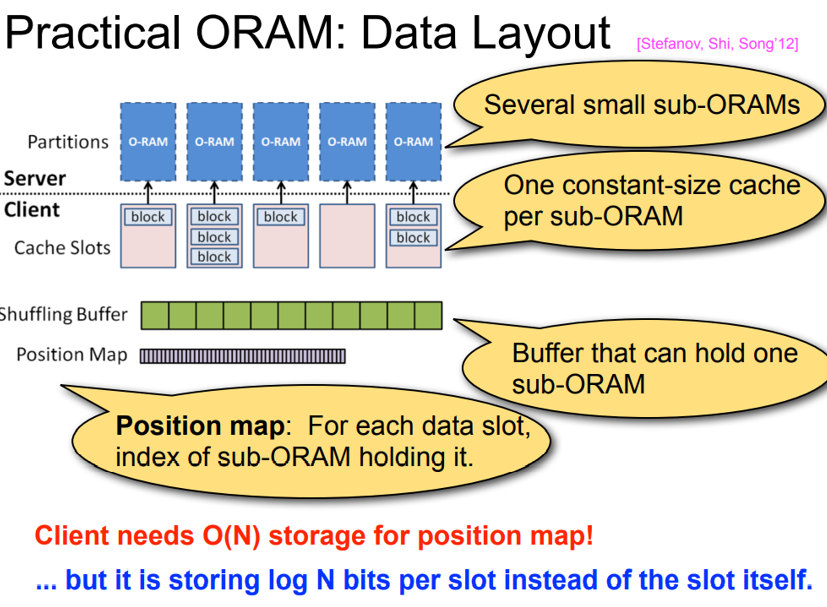 Practical ORAM: Data Layout
[Stefanov, Shi, Song'12]
Several small sub-ORAMs
Partitions
O-RAM
O-RAM
O-RAM
O-RAM
O-RAM
Server
Client
One constant-size cache
per sub-ORAM
block
block
block
block
block
block
block
Cache Slots
Shuffling Buffer
Position Map
Buffer that can hold one
sub-ORAM
Position map: For each data slot,
index of sub-ORAM holding it.
Client needs O(N) storage for position map!
... but it is storing log N bits per slot instead of the slot itself.